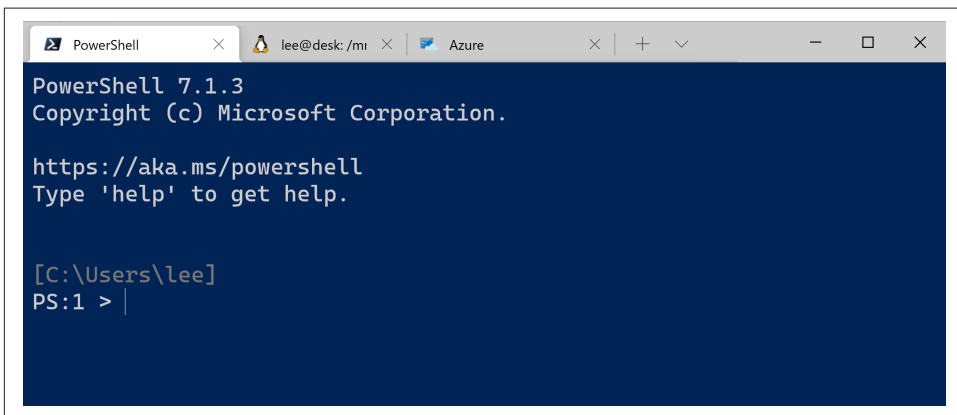 PowerShell
lee@desk: /m
Azure
PowerShell 7.1.3
Copyright (c) Microsoft Corporation.
https://aka.ms/powershell
Type 'help' to get help.
[C:\Users\lee]
PS:1 >